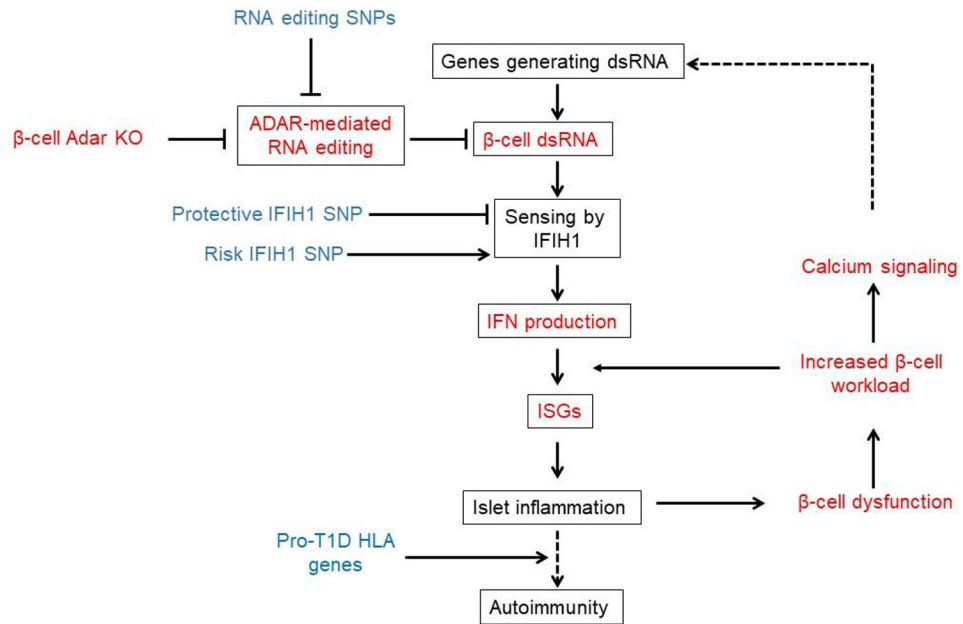 RNA editing SNPs
Genes generating dsRNA
β-cell Adar KO
ADAR-mediated
RNA editing
β-cell dsRNA
Protective IFIH1 SNP
Risk IFIH1 SNP
Sensing by
IFIH1
Calcium signaling
IFN production
Increased β-cell
workload
ISGs
Islet inflammation
β-cell dysfunction
Pro-T1D HLA
genes
Autoimmunity